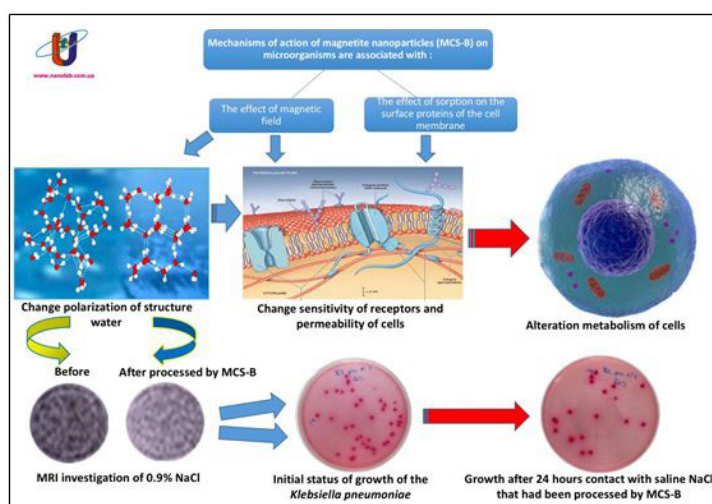 U
www.nanolab.com.ua
Mechanisms of action of magnetite nanoparticles (MCS-B) on
microorganisms are associated with :
The effect of magnetic
field
The effect of sorption on the
surface proteins of the cell
membrane
Change polarization of structure
water
Change sensitivity of receptors and
permeability of cells
Alteration metabolism of cells
Before
After processed by MCS-B
MRI investigation of 0.9% NaCl
Initial status of growth of the
Klebsiella pneumoniae
Growth after 24 hours contact with saline NaCl
that had been processed by MCS-B